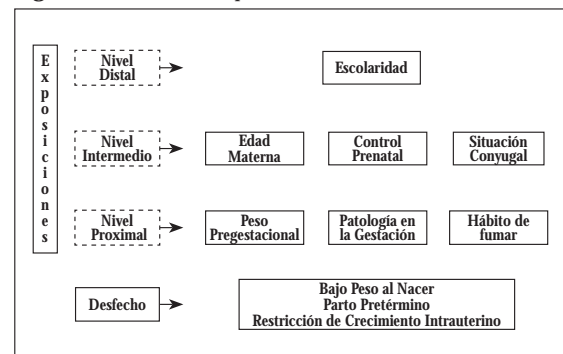 Exposiciones
Nivel
Distal
Escolaridad
Nivel
Intermedio
Edad
Materna
Control
Prenatal
Situación
Conyugal
Nivel
Proximal
Peso
Pregestacional
Patología en
la Gestación
Hábito de
fumar
Desfecho
Bajo Peso al Nacer
Parto Pretérmino
Restricción de Crecimiento Intrauterino